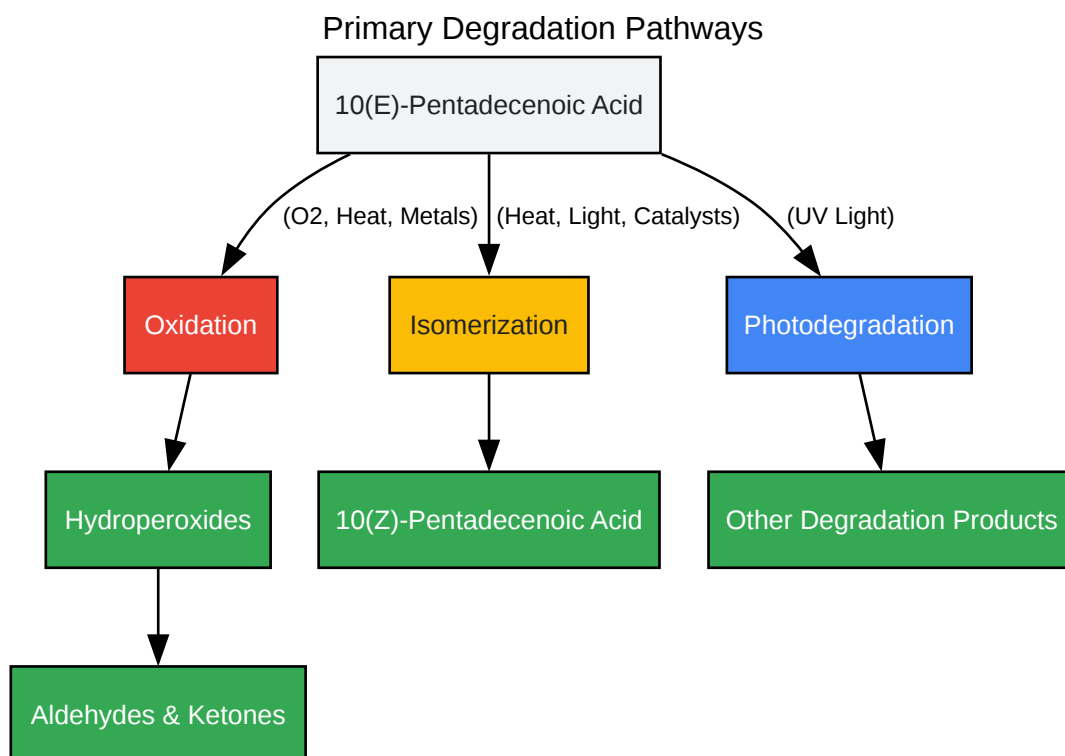 Primary Degradation Pathways
10(E)-Pentadecenoic Acid
(O2, Heat, Metals)
(Heat, Light, Catalysts)
(UV Light)
Oxidation
Isomerization
Photodegradation
Hydroperoxides
10(Z)-Pentadecenoic Acid
Other Degradation Products
Aldehydes & Ketones